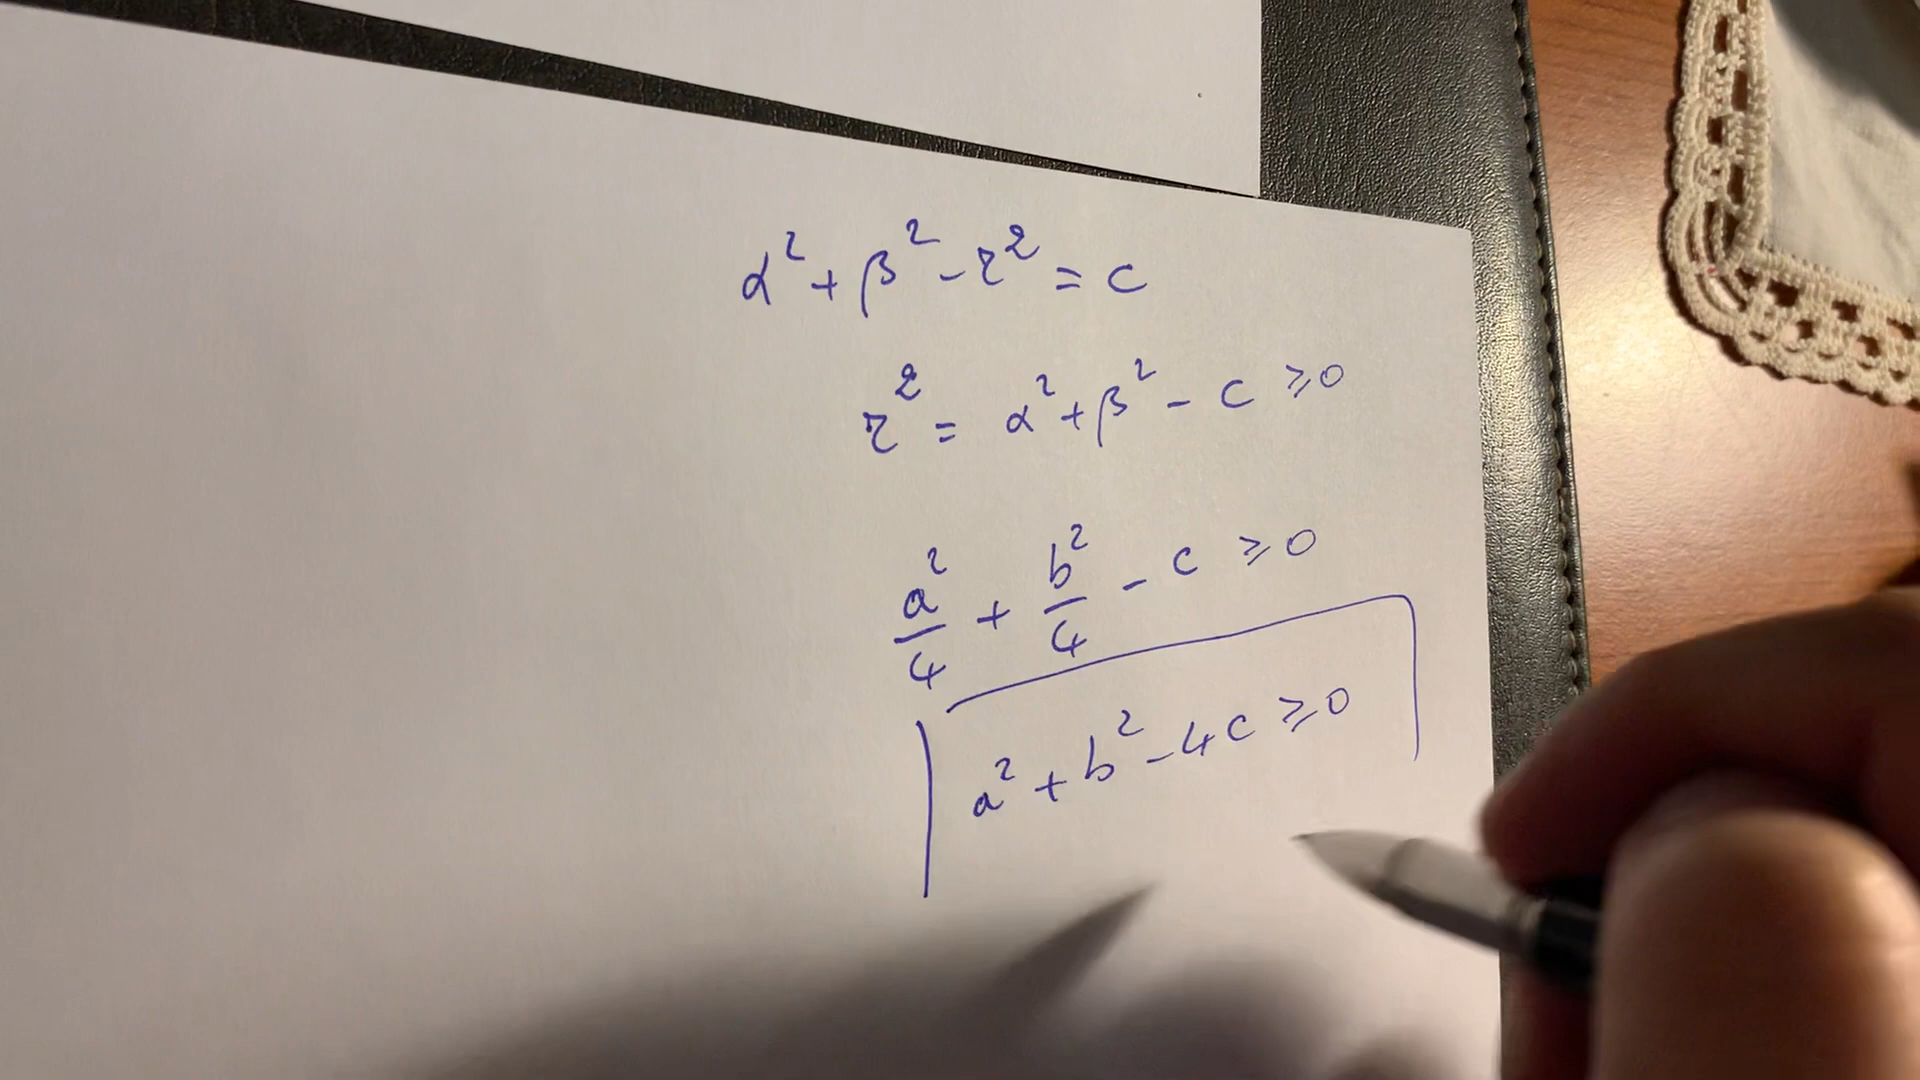 α² + β² - r² = c
r² = α² + β² - c ⩾ 0
a²/4 + b²/4 - c ⩾ 0
a² + b² - 4c ⩾ 0